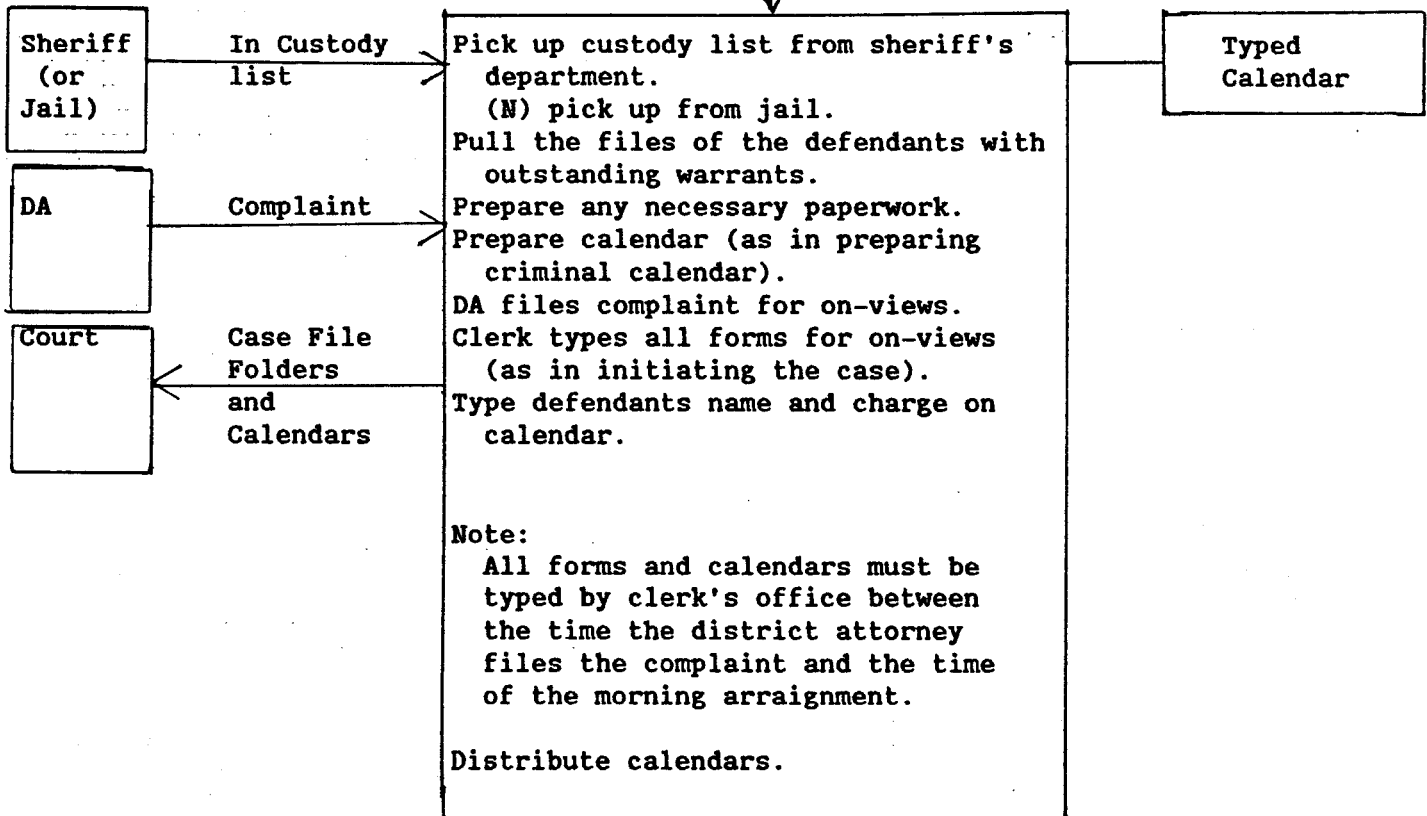 Sheriff
(or
Jail)
In Custody
list
DA
Complaint
Court
Case File
Folders
and
Calendars
Pick up custody list from sheriff's
department.
(N) pick up from jail.
Pull the files of the defendants with
outstanding warrants.
Prepare any necessary paperwork.
Prepare calendar (as in preparing
criminal calendar).
DA files complaint for on-views.
Clerk types all forms for on-views
(as in initiating the case).
Type defendants name and charge on
calendar.
Note:
All forms and calendars must be
typed by clerk's office between
the time the district attorney
files the complaint and the time
of the morning arraignment.
Distribute calendars.
Typed
Calendar